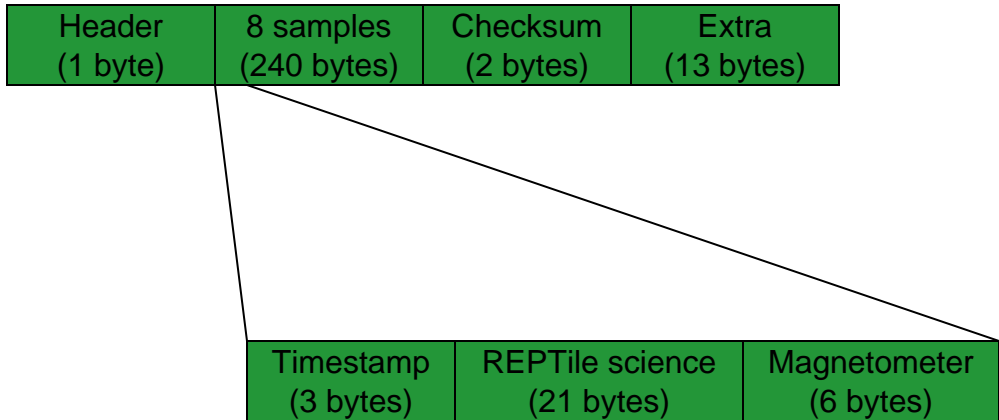 Header
(1 byte)
8 samples
(240 bytes)
Checksum
(2 bytes)
Extra
(13 bytes)
Timestamp
(3 bytes)
REPTile science
(21 bytes)
Magnetometer
(6 bytes)